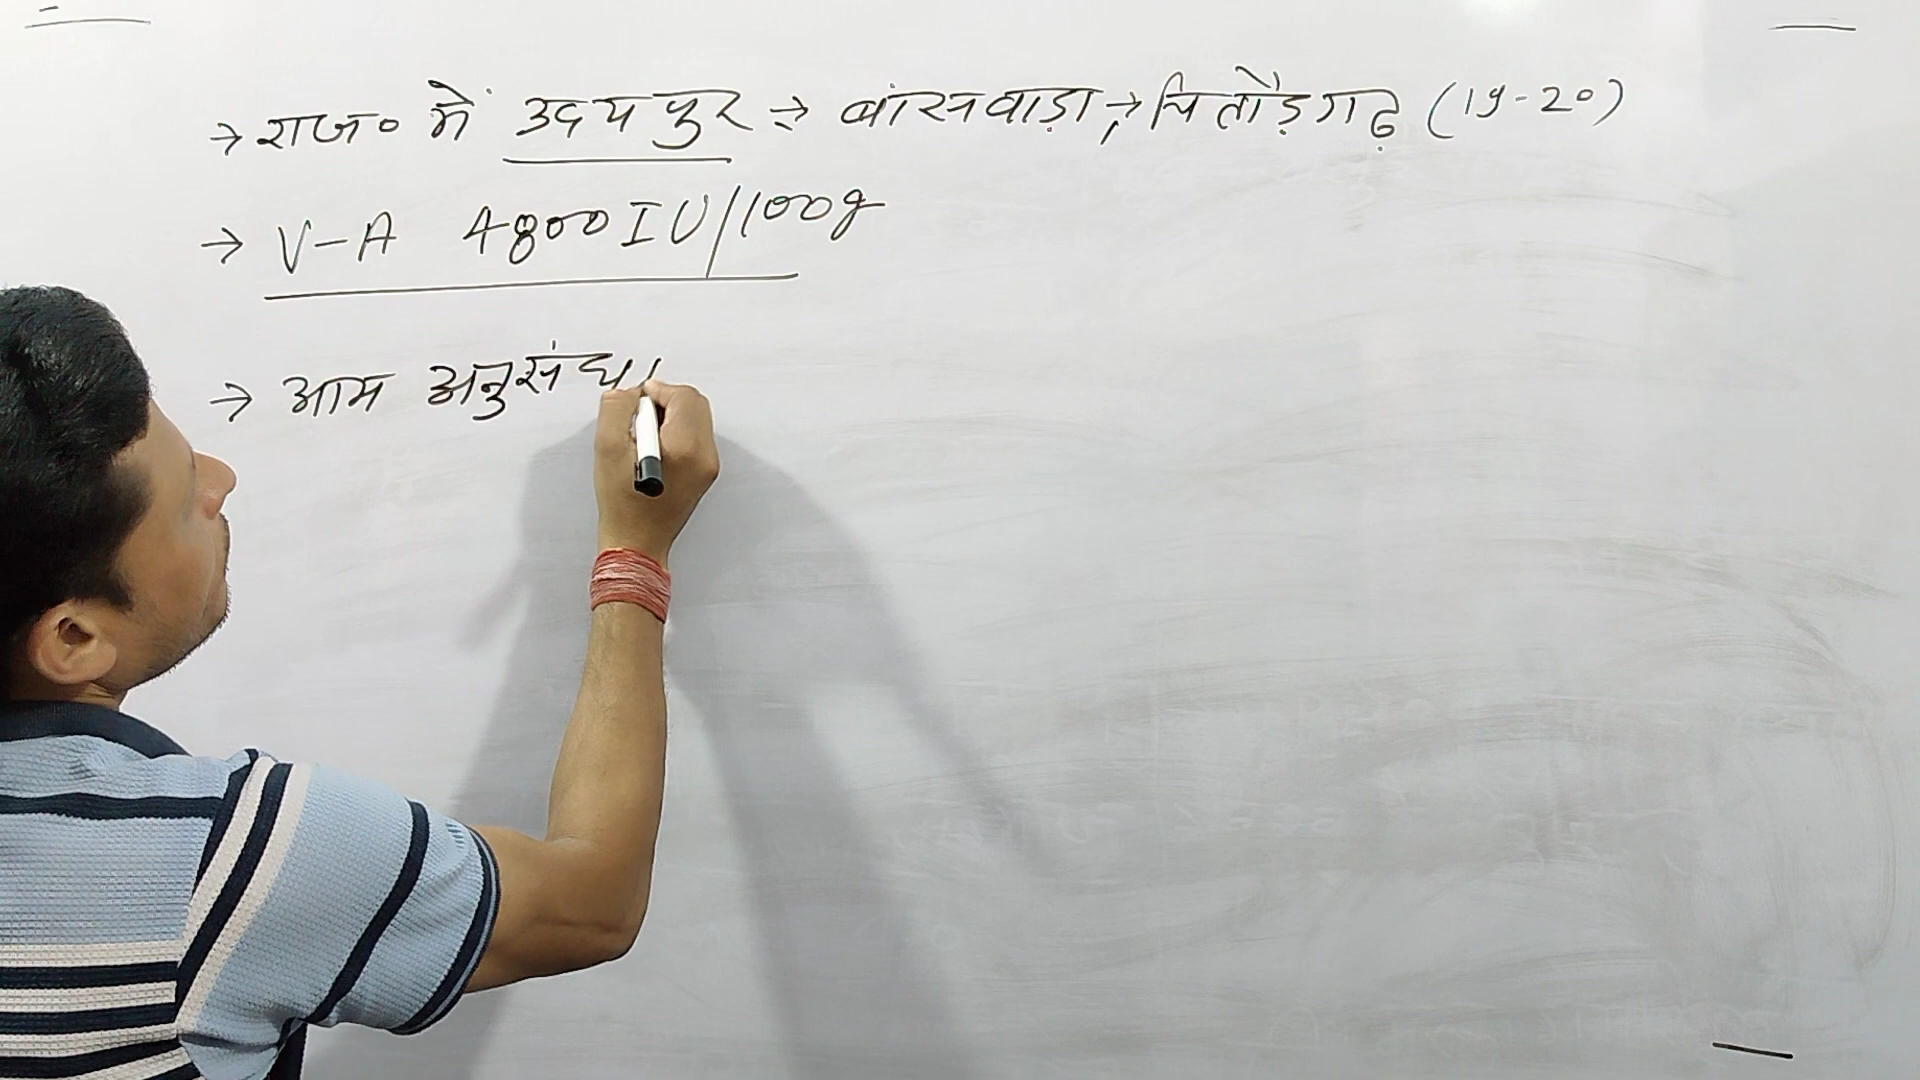 → राज० में उदयपुर ⇒ बांसवाड़ा, → चितौड़गढ़ (19-20)
→ V-A 4800 IU/100g
→ आम अनुसंधा